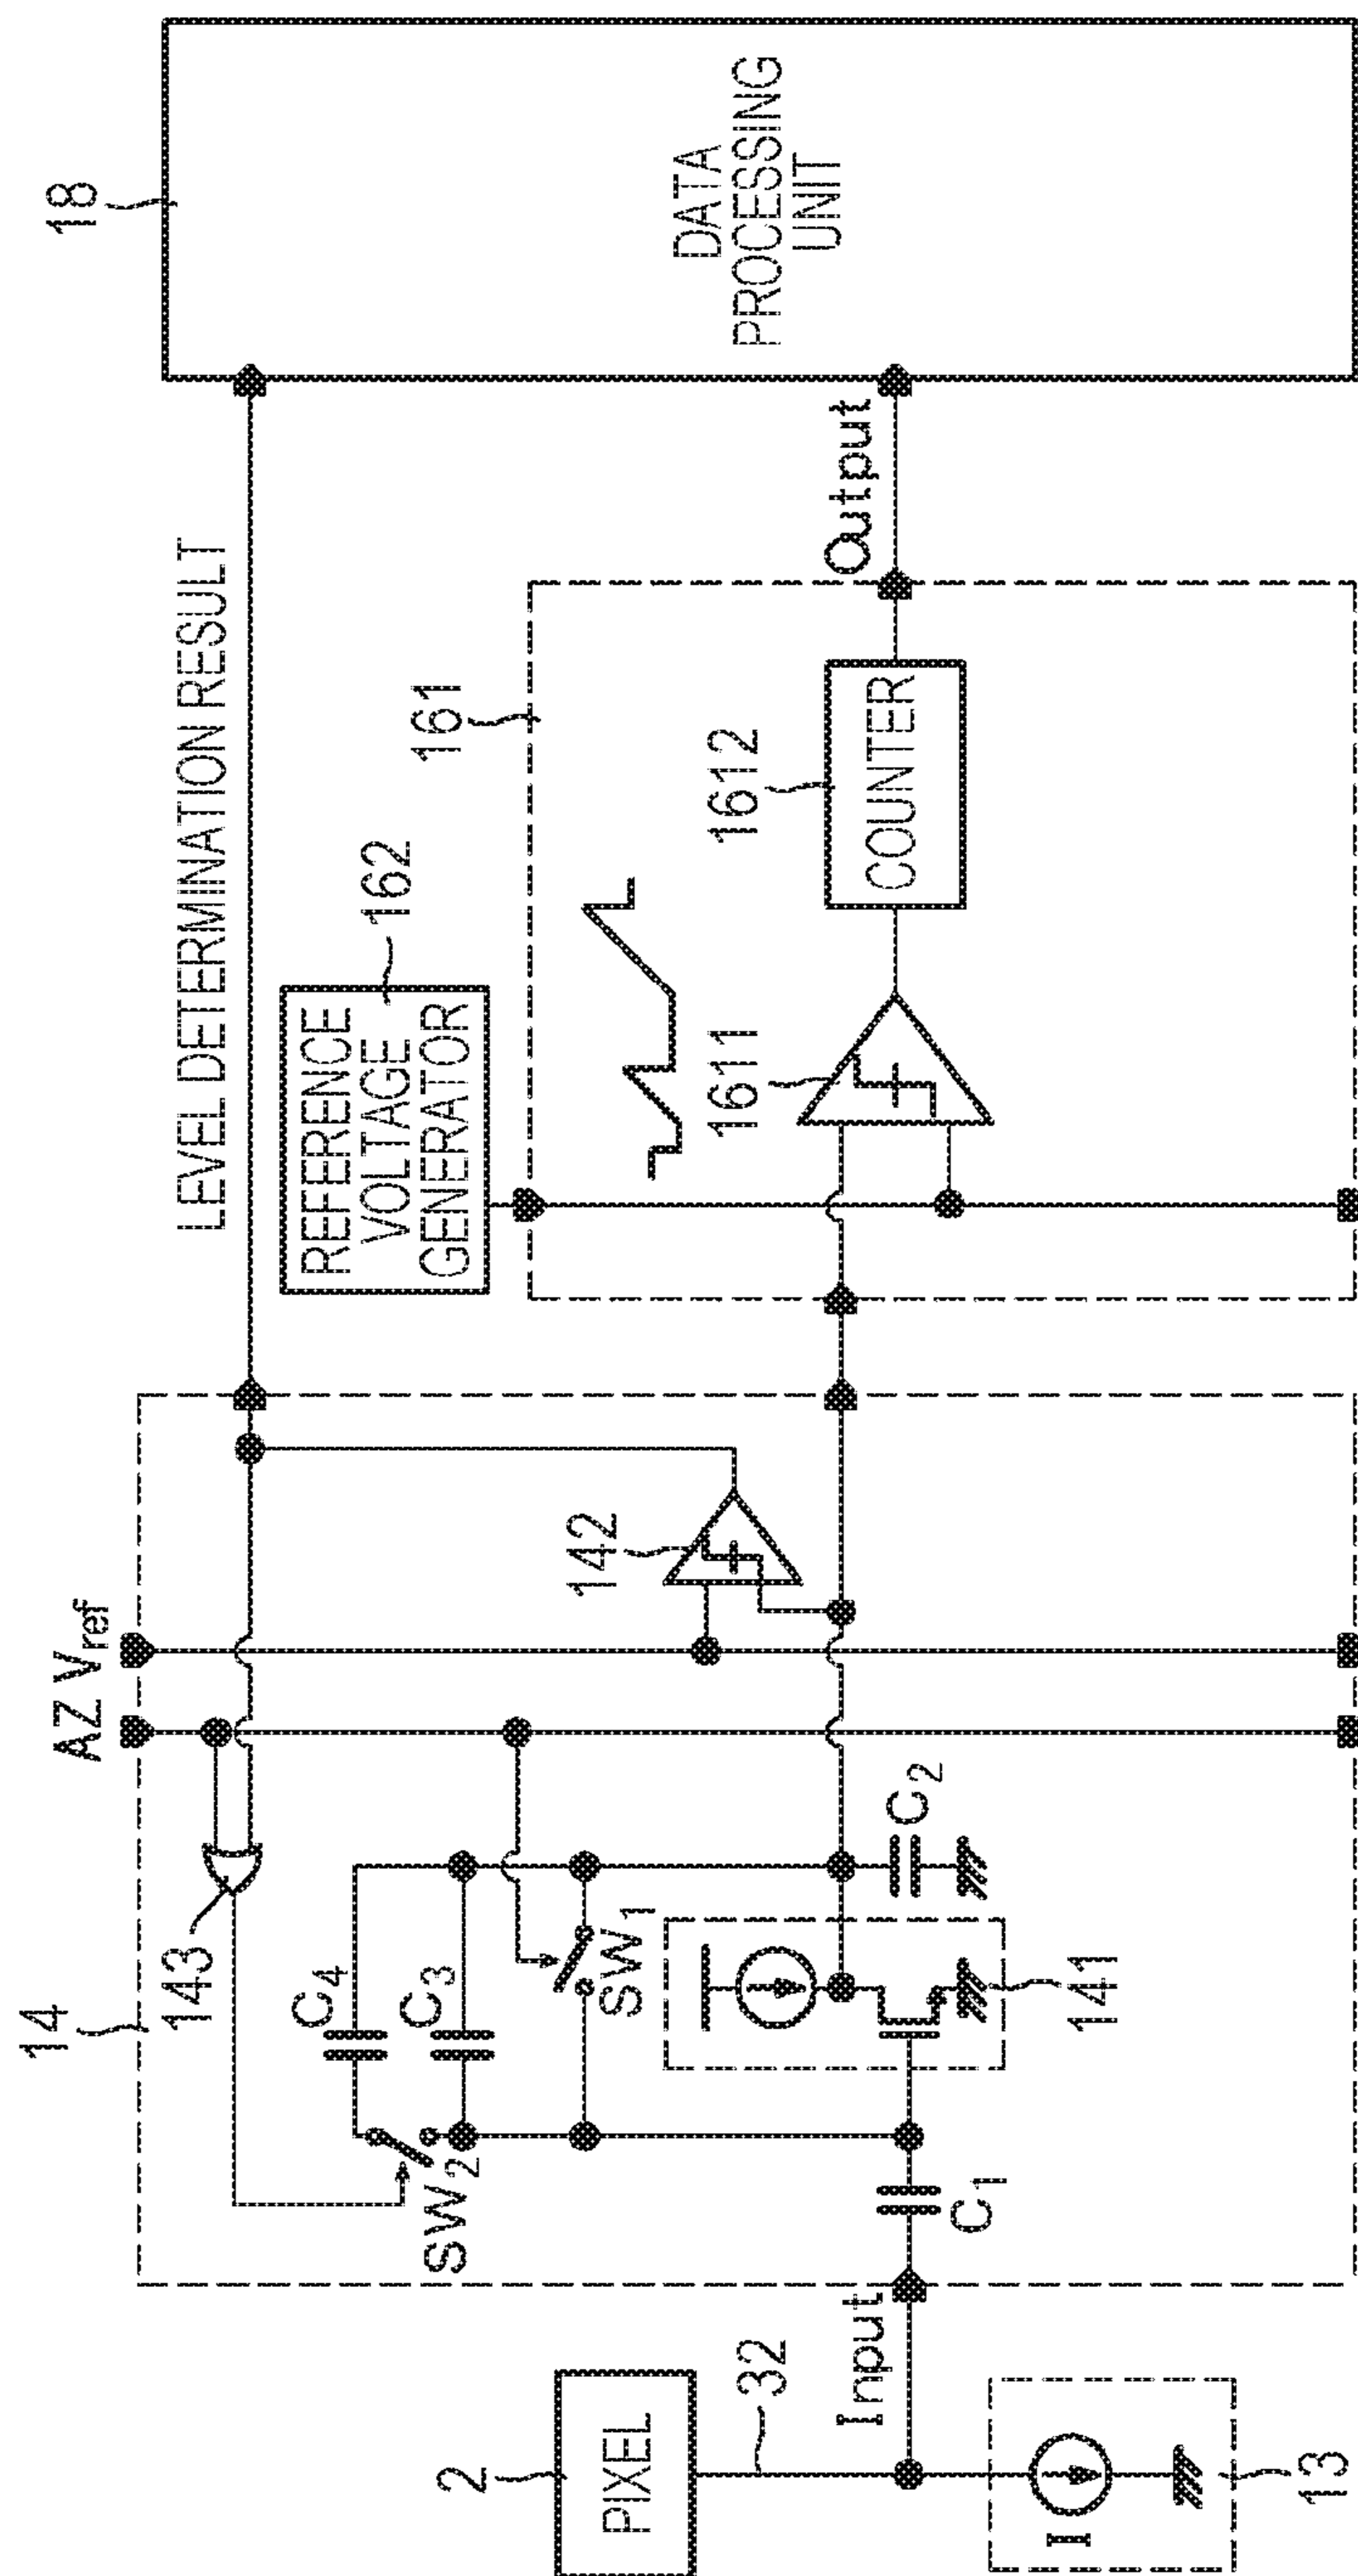 14
143
AZ Vref
LEVEL DETERMINATION RESULT
18
C4
C3
SW2
SW1
142
REFERENCE
VOLTAGE
GENERATOR
162
161
2
PIXEL
32
Input
C1
141
C2
1611
1612
COUNTER
Output
DATA
PROCESSING
UNIT
I
13